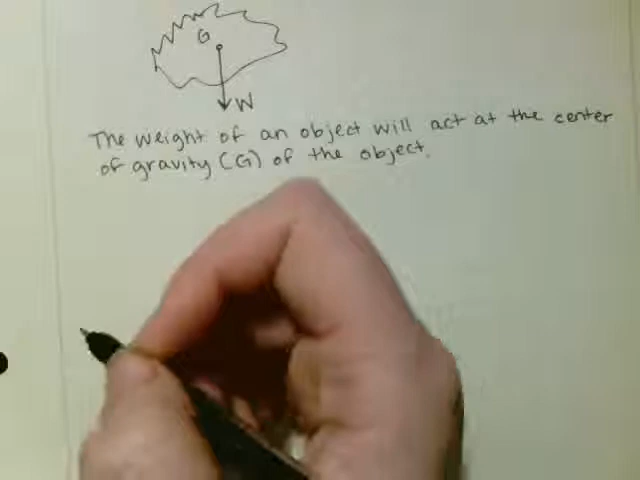 G
W
The weight of an object will act at the center
of gravity (G) of the object.